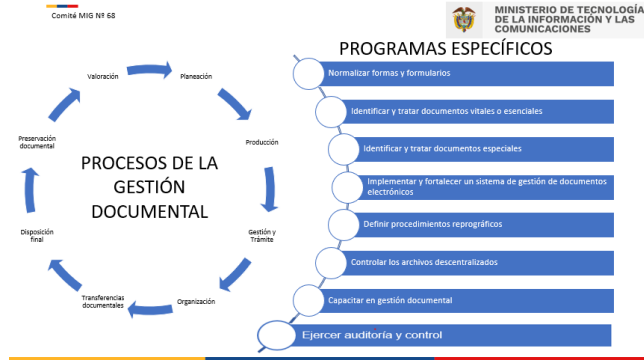 Comité MIG Nº 68
MINISTERIO DE TECNOLOGÍA
DE LA INFORMACIÓN Y LAS
COMUNICACIONES
PROCESOS DE LA
GESTIÓN
DOCUMENTAL
Planeación
Producción
Gestión y
Trámite
Organización
Transferencias
documentales
Disposición
final
Preservación
documental
Valoración
PROGRAMAS ESPECÍFICOS
Normalizar formas y formularios
Identificar y tratar documentos vitales o esenciales
Identificar y tratar documentos especiales
Implementar y fortalecer un sistema de gestión de documentos
electrónicos
Definir procedimientos reprográficos
Controlar los archivos descentralizados
Capacitar en gestión documental
Ejercer auditoría y control